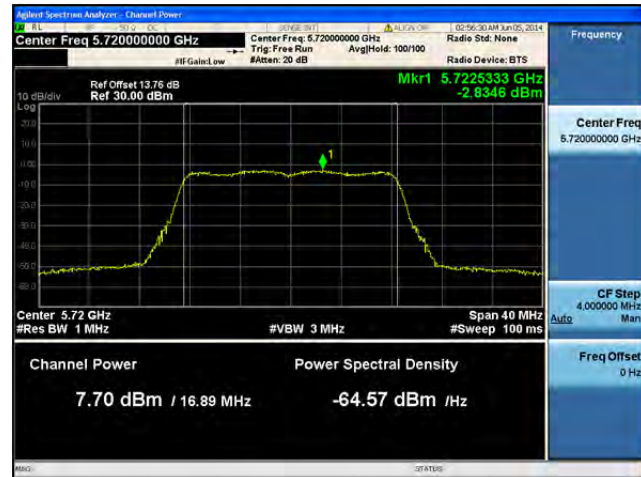 Agilent Spectrum Analyzer - Channel Power
RL RF 50 Ω DC SENSE:INT ALIGN OFF 02:56:30 AM Jun 05, 2014
Center Freq 5.720000000 GHz
Center Freq: 5.720000000 GHz
Radio Std: None
Trig: Free Run Avg|Hold: 100/100
#IFGain:Low #Atten: 20 dB Radio Device: BTS
Ref Offset 13.76 dB
10 dB/div Ref 30.00 dBm
Log
Mkr1 5.7225333 GHz
-2.8346 dBm
20.0
10.0
0.00
-10.0
-20.0
-30.0
-40.0
-50.0
-60.0
1
Center 5.72 GHz Span 40 MHz
#Res BW 1 MHz #VBW 3 MHz #Sweep 100 ms
Channel Power Power Spectral Density
7.70 dBm / 16.89 MHz -64.57 dBm /Hz
MSG STATUS
Frequency
Center Freq
5.720000000 GHz
CF Step
4.000000 MHz
Auto Man
Freq Offset
0 Hz